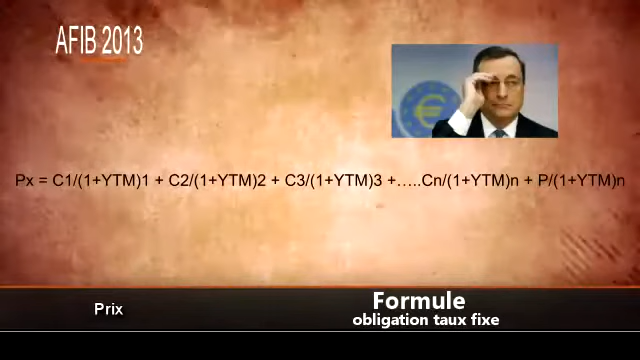 AFIB 2013
Px = C1/(1+YTM)1 + C2/(1+YTM)2 + C3/(1+YTM)3 +…..Cn/(1+YTM)n + P/(1+YTM)n
Prix
Formule
obligation taux fixe